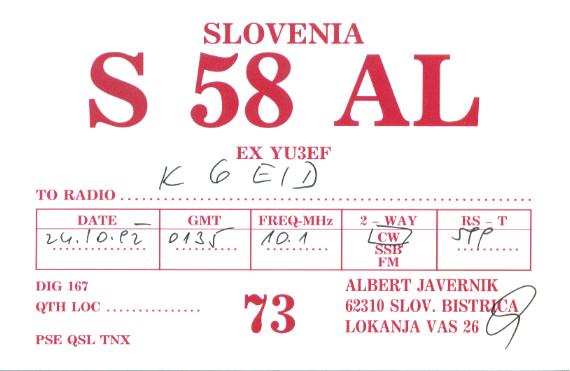 SLOVENIA
S 58 AL
EX YU3EF
TO RADIO K 6 EID
DATE GMT FREQ-MHz 2 - WAY RS - T
24.10.92 0135 10.1 CW 599
SSB
FM
DIG 167
QTH LOC
PSE QSL TNX
73
ALBERT JAVERNIK
62310 SLOV. BISTRICA
LOKANJA VAS 26